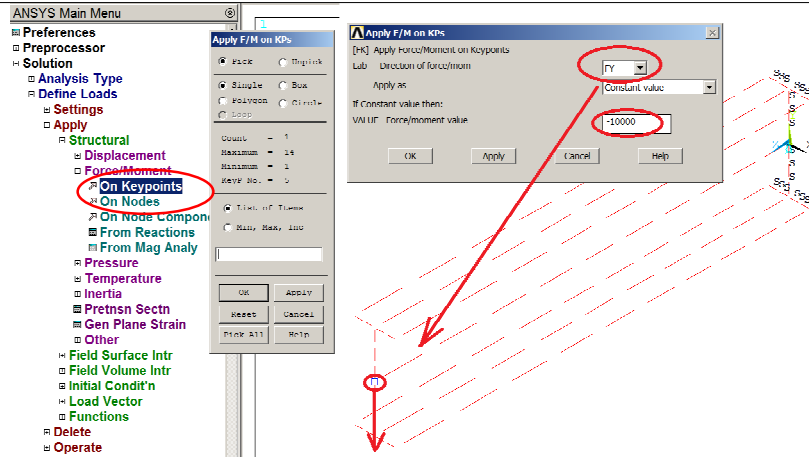 ANSYS Main Menu
Preferences
Preprocessor
Solution
Analysis Type
Define Loads
Settings
Apply
Structural
Displacement
Force/Moment
On Keypoints
On Nodes
On Node Compon
From Reactions
From Mag Analy
Pressure
Temperature
Inertia
Pretnsn Sectn
Gen Plane Strain
Other
Field Surface Intr
Field Volume Intr
Initial Condit'n
Load Vector
Functions
Delete
Operate
1
Apply F/M on KPs
Pick Unpick
Single Box
Polygon Circle
Loop
Count = 1
Maximum = 14
Minimum = 1
KeyP No. = 5
List of Items
Min, Max, Inc
OK Apply
Reset Cancel
Pick All Help
Apply F/M on KPs
[FK] Apply Force/Moment on Keypoints
Lab Direction of force/mom FY
Apply as Constant value
If Constant value then:
VALUE Force/moment value -10000
OK Apply Cancel Help